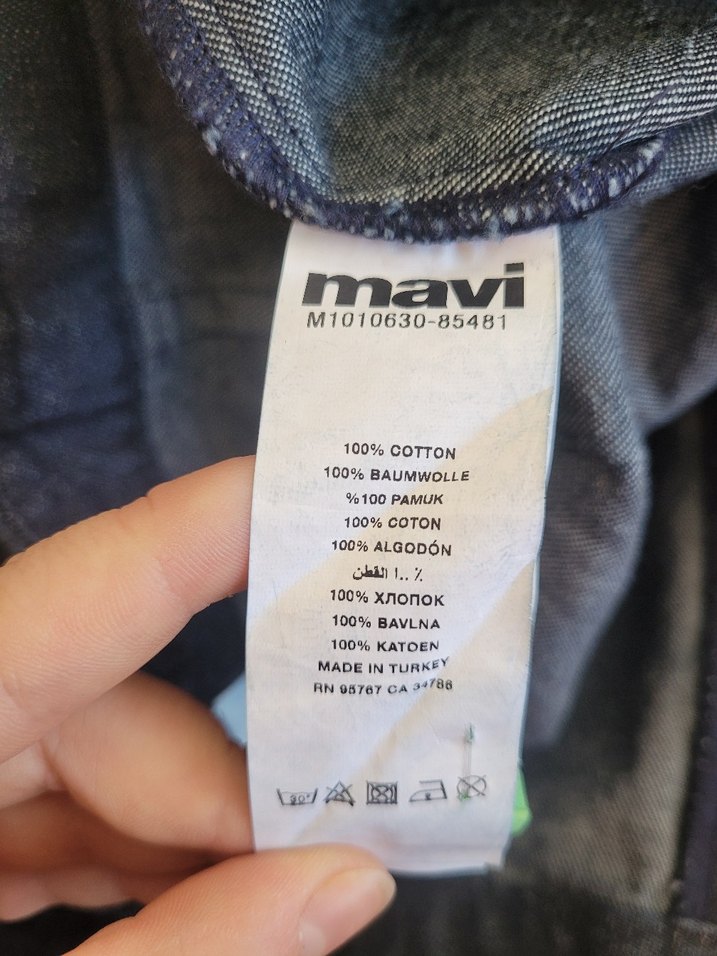 mavi
M1010630-85481
100% COTTON
100% BAUMWOLLE
%100 PAMUK
100% COTON
100% ALGODÓN
٪ ١٠٠ القطن
100% ХЛОПОК
100% BAVLNA
100% KATOEN
MADE IN TURKEY
RN 95767 CA 34786
30°